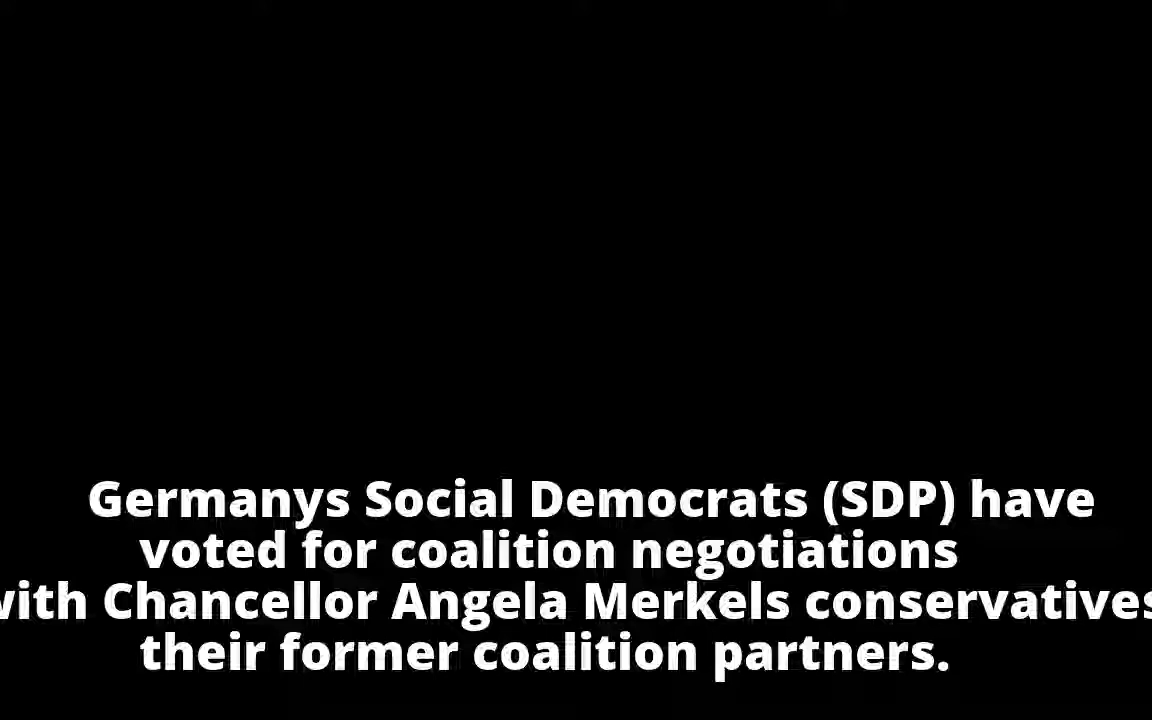 Germanys Social Democrats (SDP) have
voted for coalition negotiations
with Chancellor Angela Merkels conservatives
their former coalition partners.